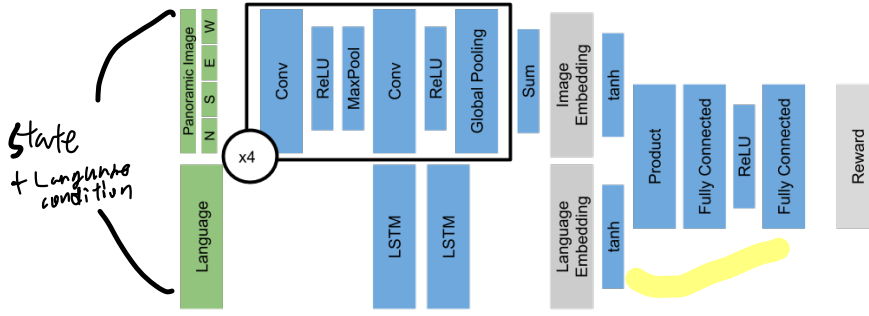 State
+ Language
condition
Panoramic Image
N S E W
Conv
ReLU
MaxPool
Conv
ReLU
Global Pooling
x4
Sum
Image
Embedding
tanh
Language
LSTM
LSTM
Language
Embedding
tanh
Product
Fully Connected
ReLU
Fully Connected
Reward